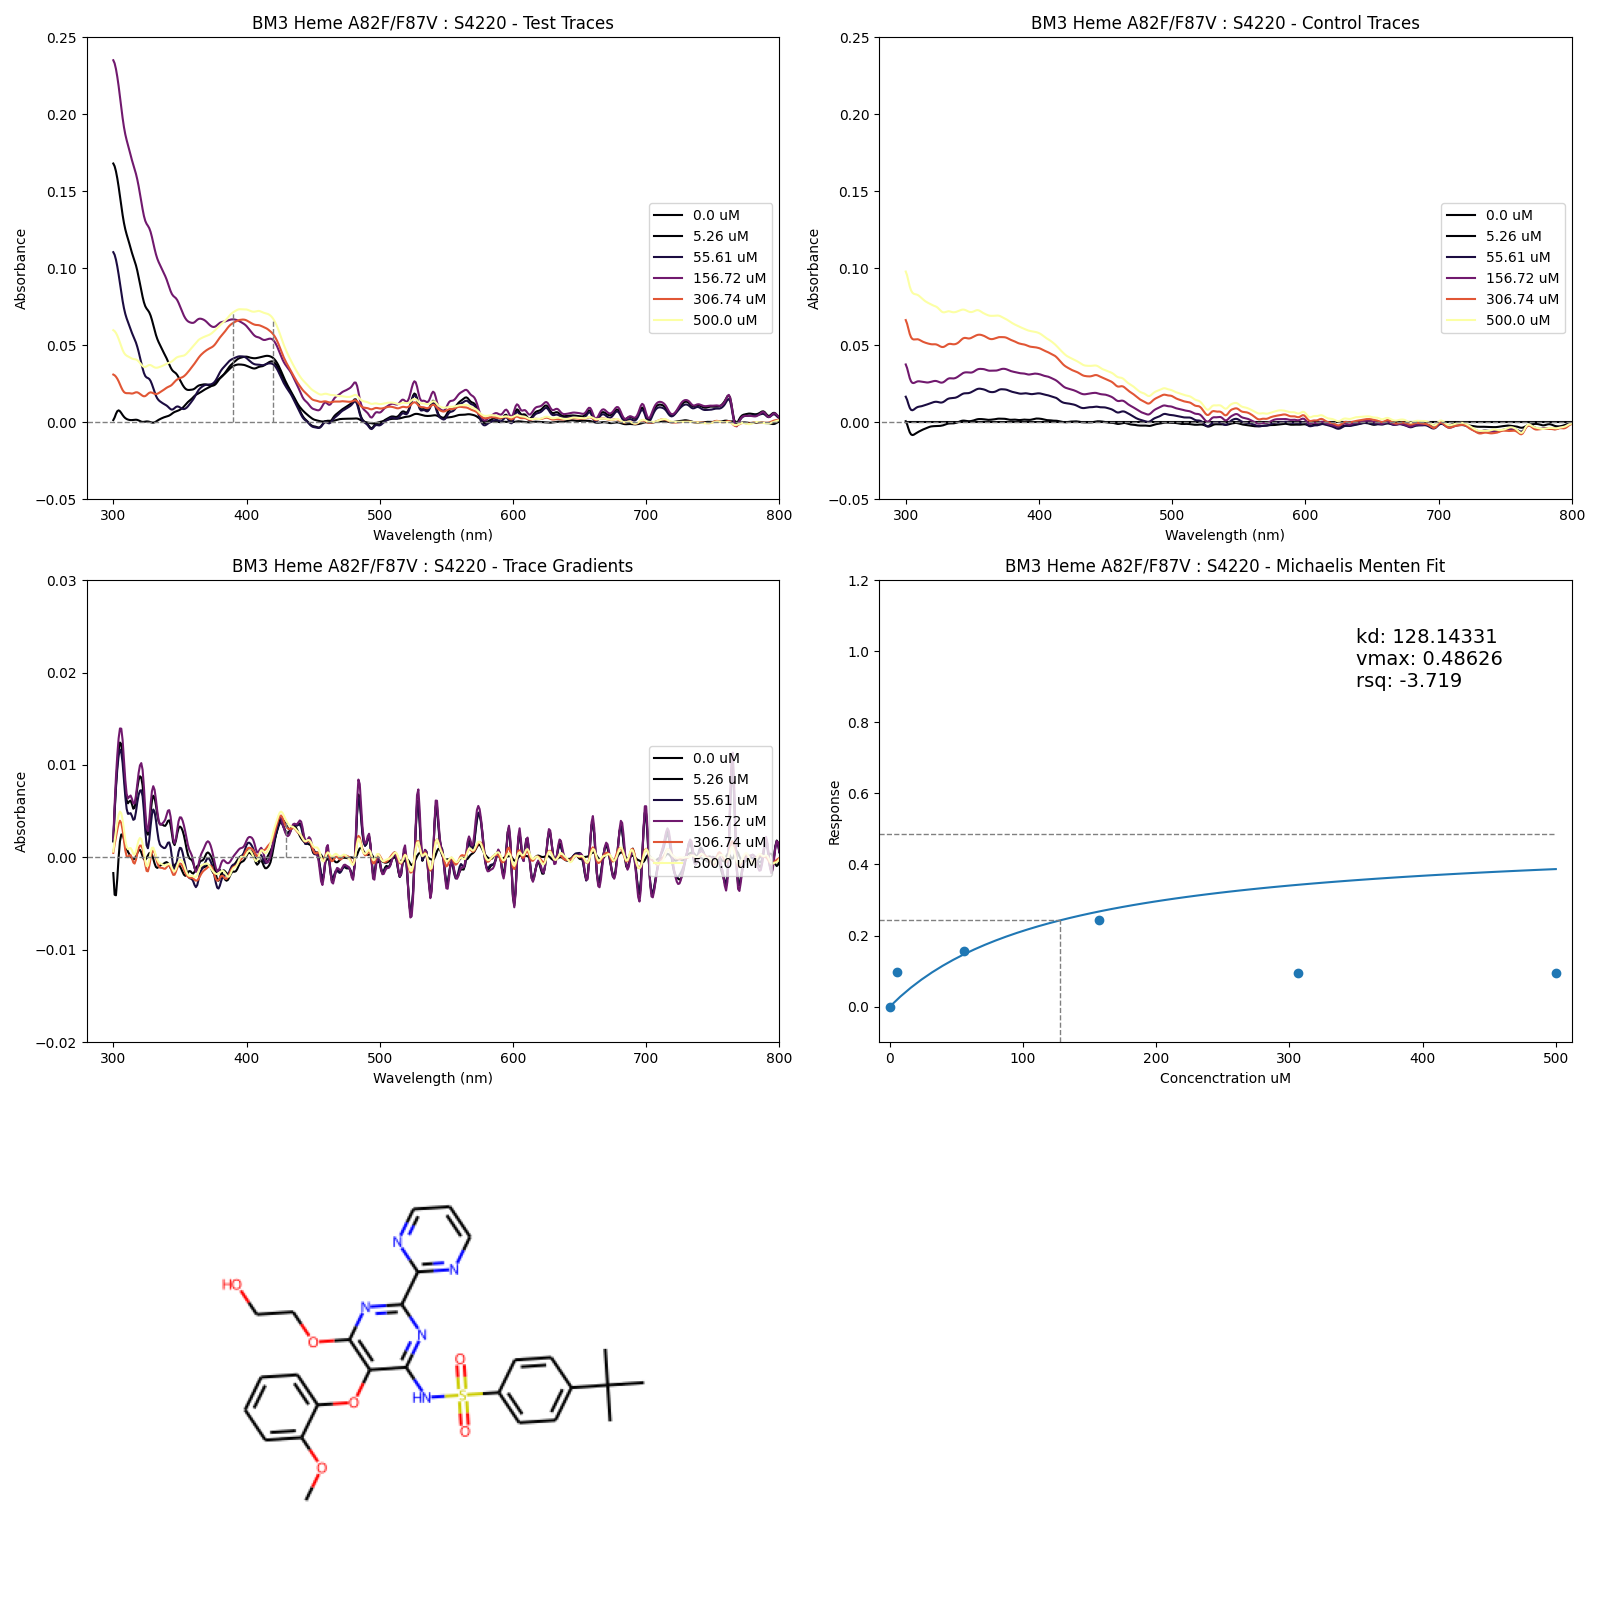 BM3 Heme A82F/F87V : S4220 - Test Traces
Absorbance
0.25
0.20
0.15
0.10
0.05
0.00
−0.05
300
400
500
600
700
800
Wavelength (nm)
0.0 uM
5.26 uM
55.61 uM
156.72 uM
306.74 uM
500.0 uM
BM3 Heme A82F/F87V : S4220 - Control Traces
Absorbance
0.25
0.20
0.15
0.10
0.05
0.00
−0.05
300
400
500
600
700
800
Wavelength (nm)
0.0 uM
5.26 uM
55.61 uM
156.72 uM
306.74 uM
500.0 uM
BM3 Heme A82F/F87V : S4220 - Trace Gradients
Absorbance
0.03
0.02
0.01
0.00
−0.01
−0.02
300
400
500
600
700
800
Wavelength (nm)
0.0 uM
5.26 uM
55.61 uM
156.72 uM
306.74 uM
500.0 uM
BM3 Heme A82F/F87V : S4220 - Michaelis Menten Fit
Response
1.2
1.0
0.8
0.6
0.4
0.2
0.0
0
100
200
300
400
500
Concenctration uM
kd: 128.14331
vmax: 0.48626
rsq: -3.719
N
N
HO
N
N
O
O
HN
S
O
O
O